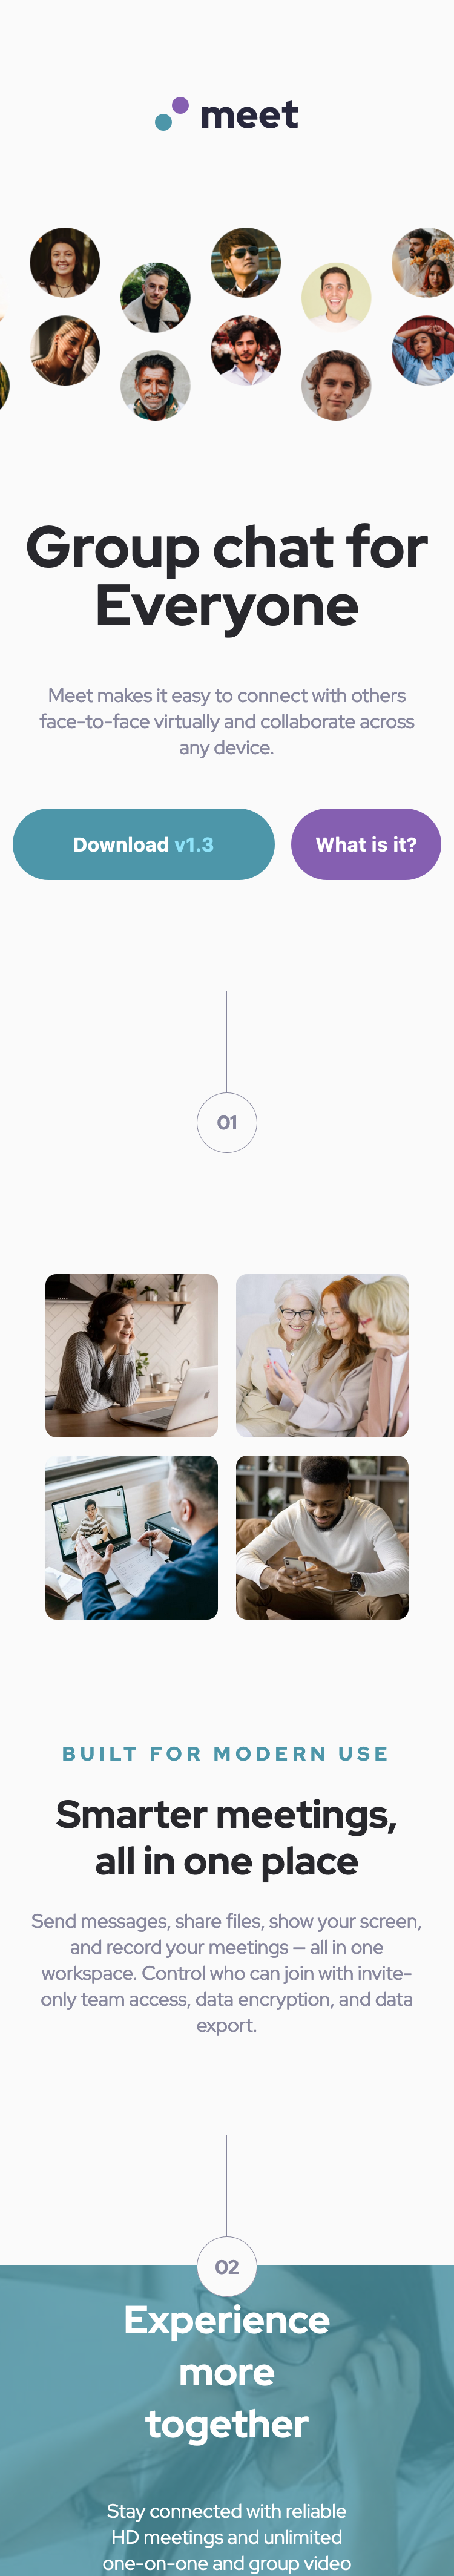 meet
Group chat for
Everyone
Meet makes it easy to connect with others
face-to-face virtually and collaborate across
any device.
Download v1.3
What is it?
01
BUILT FOR MODERN USE
Smarter meetings,
all in one place
Send messages, share files, show your screen,
and record your meetings — all in one
workspace. Control who can join with invite-
only team access, data encryption, and data
export.
02
Experience
more
together
Stay connected with reliable
HD meetings and unlimited
one-on-one and group video